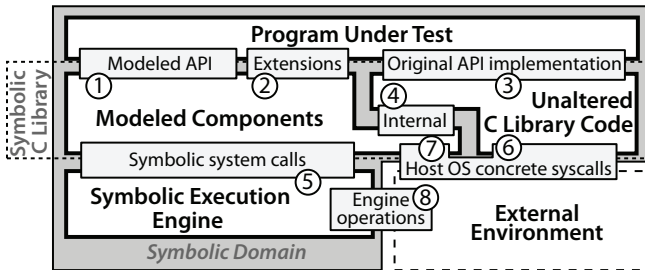 Program Under Test
Modeled API
Extensions
Original API implementation
1
2
3
Symbolic
C Library
4
Modeled Components
Internal
Unaltered
C Library Code
7
6
Symbolic system calls
Host OS concrete syscalls
5
Symbolic Execution
Engine
Engine
operations
8
External
Environment
Symbolic Domain